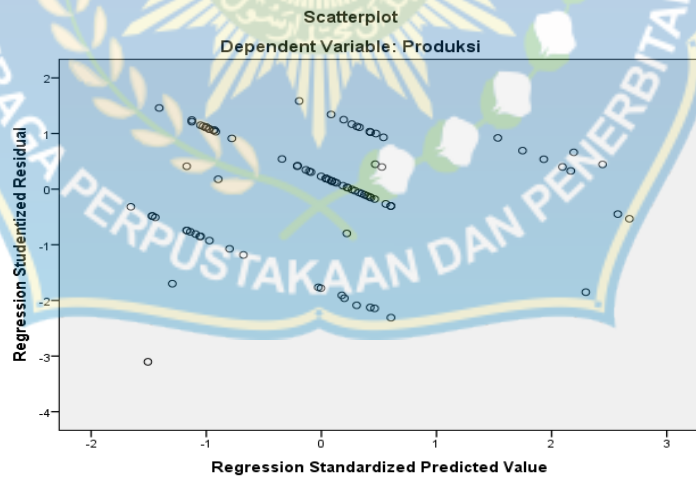 Scatterplot
Dependent Variable: Produksi
Regression Studentized Residual
2
1
0
-1
-2
-3
-4
-2
-1
0
1
2
3
Regression Standardized Predicted Value
PERPUSTAKAAN DAN PENERBITA